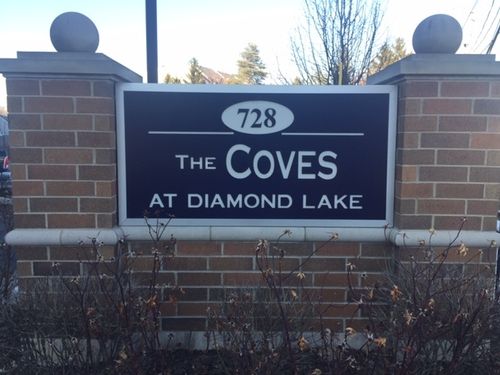 728
THE COVES
AT DIAMOND LAKE